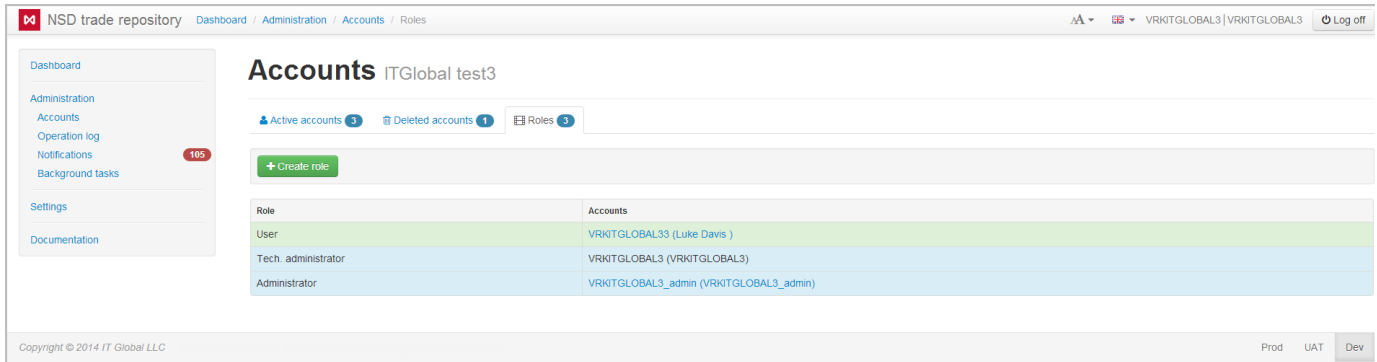 NSD trade repository Dashboard / Administration / Accounts / Roles AA VRKITGLOBAL3 | VRKITGLOBAL3 Log off
Dashboard
Administration
Accounts
Operation log
Notifications 105
Background tasks
Settings
Documentation
Accounts ITGlobal test3
Active accounts 3 Deleted accounts 1 Roles 3
+ Create role
Role Accounts
User VRKITGLOBAL33 (Luke Davis )
Tech. administrator VRKITGLOBAL3 (VRKITGLOBAL3)
Administrator VRKITGLOBAL3_admin (VRKITGLOBAL3_admin)
Copyright © 2014 IT Global LLC Prod UAT Dev